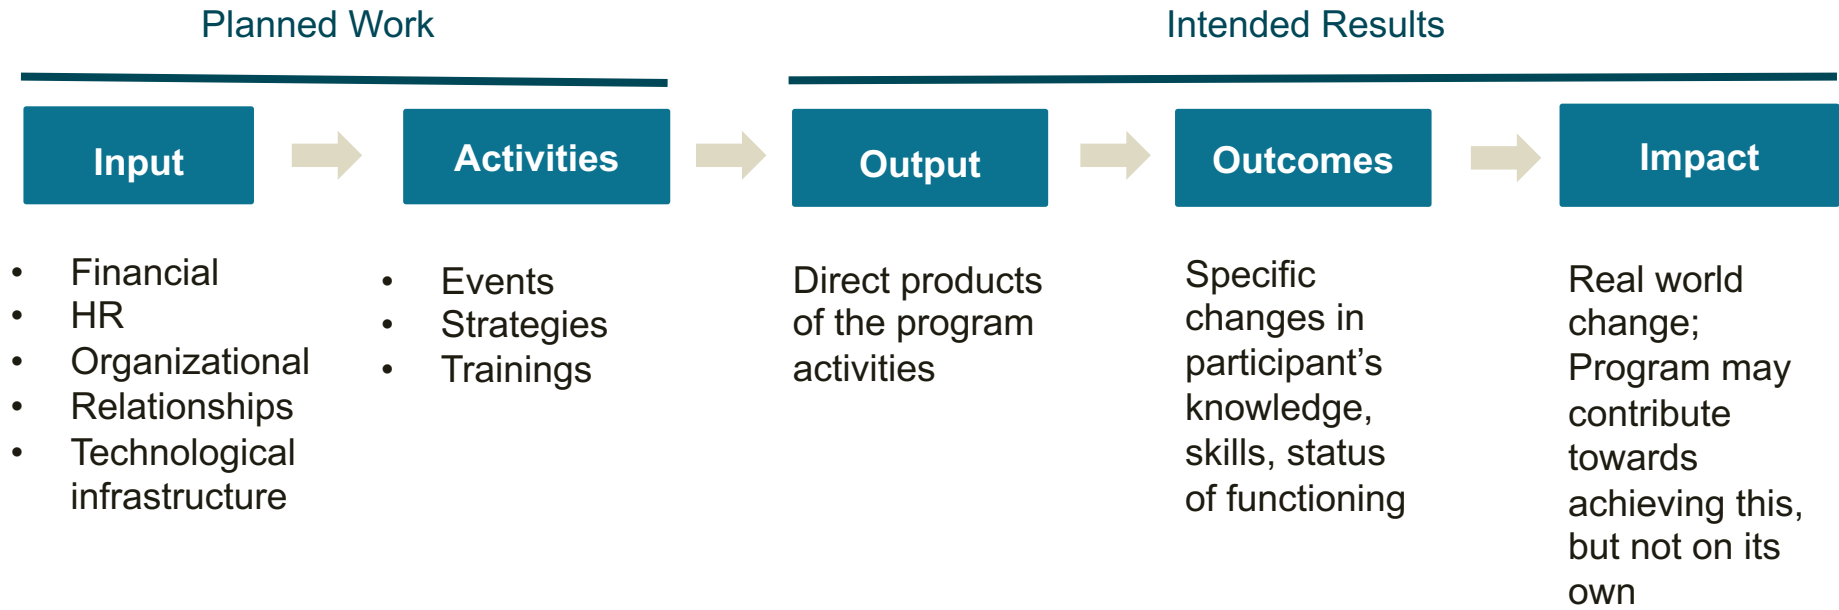 Planned Work
Intended Results
Input
Activities
Output
Outcomes
Impact
• Financial
• HR
• Organizational
• Relationships
• Technological
infrastructure
• Events
• Strategies
• Trainings
Direct products
of the program
activities
Specific
changes in
participant’s
knowledge,
skills, status
of functioning
Real world
change;
Program may
contribute
towards
achieving this,
but not on its
own